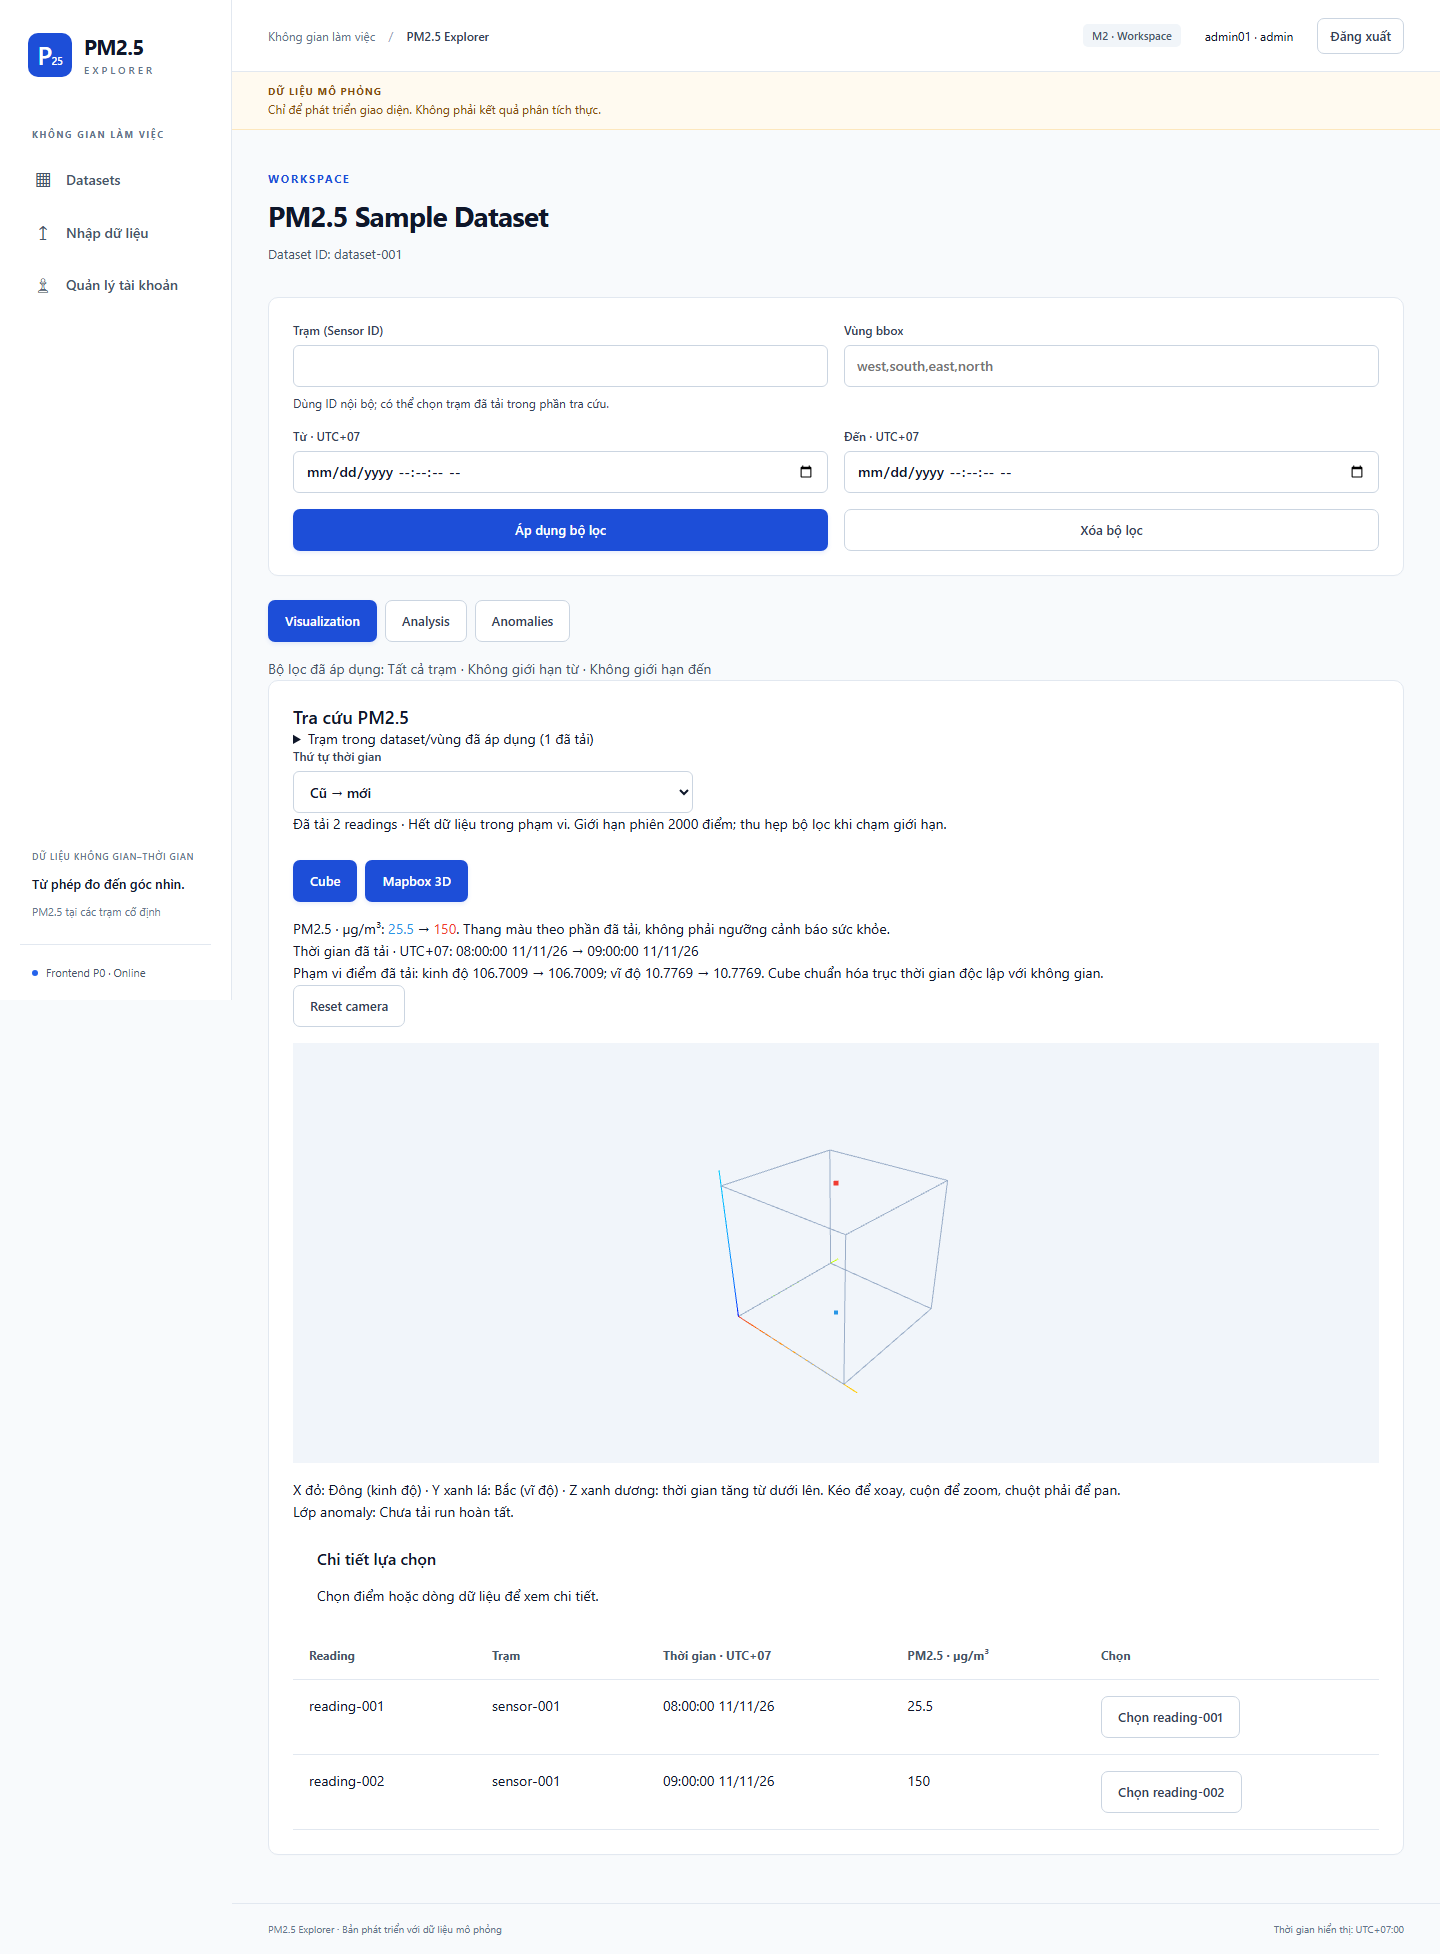 P25
PM2.5
EXPLORER
KHÔNG GIAN LÀM VIỆC
Datasets
Nhập dữ liệu
Quản lý tài khoản
DỮ LIỆU KHÔNG GIAN–THỜI GIAN
Từ phép đo đến góc nhìn.
PM2.5 tại các trạm cố định
Frontend P0 · Online
Không gian làm việc / PM2.5 Explorer
M2 · Workspace
admin01 · admin
Đăng xuất
DỮ LIỆU MÔ PHỎNG
Chỉ để phát triển giao diện. Không phải kết quả phân tích thực.
WORKSPACE
PM2.5 Sample Dataset
Dataset ID: dataset-001
Trạm (Sensor ID)
Vùng bbox
west,south,east,north
Dùng ID nội bộ; có thể chọn trạm đã tải trong phần tra cứu.
Từ · UTC+07
Đến · UTC+07
mm/dd/yyyy --:--:-- --
mm/dd/yyyy --:--:-- --
Áp dụng bộ lọc
Xóa bộ lọc
Visualization
Analysis
Anomalies
Bộ lọc đã áp dụng: Tất cả trạm · Không giới hạn từ · Không giới hạn đến
Tra cứu PM2.5
▶ Trạm trong dataset/vùng đã áp dụng (1 đã tải)
Thứ tự thời gian
Cũ → mới
Đã tải 2 readings · Hết dữ liệu trong phạm vi. Giới hạn phiên 2000 điểm; thu hẹp bộ lọc khi chạm giới hạn.
Cube
Mapbox 3D
PM2.5 · µg/m³: 25.5 → 150. Thang màu theo phần đã tải, không phải ngưỡng cảnh báo sức khỏe.
Thời gian đã tải · UTC+07: 08:00:00 11/11/26 → 09:00:00 11/11/26
Phạm vi điểm đã tải: kinh độ 106.7009 → 106.7009; vĩ độ 10.7769 → 10.7769. Cube chuẩn hóa trục thời gian độc lập với không gian.
Reset camera
X đỏ: Đông (kinh độ) · Y xanh lá: Bắc (vĩ độ) · Z xanh dương: thời gian tăng từ dưới lên. Kéo để xoay, cuộn để zoom, chuột phải để pan.
Lớp anomaly: Chưa tải run hoàn tất.
Chi tiết lựa chọn
Chọn điểm hoặc dòng dữ liệu để xem chi tiết.
Reading Trạm Thời gian · UTC+07 PM2.5 · µg/m³ Chọn
reading-001 sensor-001 08:00:00 11/11/26 25.5 Chọn reading-001
reading-002 sensor-001 09:00:00 11/11/26 150 Chọn reading-002
PM2.5 Explorer · Bản phát triển với dữ liệu mô phỏng
Thời gian hiển thị: UTC+07:00